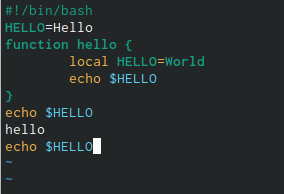 #!/bin/bash
HELLO=Hello
function hello {
        local HELLO=World
        echo $HELLO
}
echo $HELLO
hello
echo $HELLO
~
~